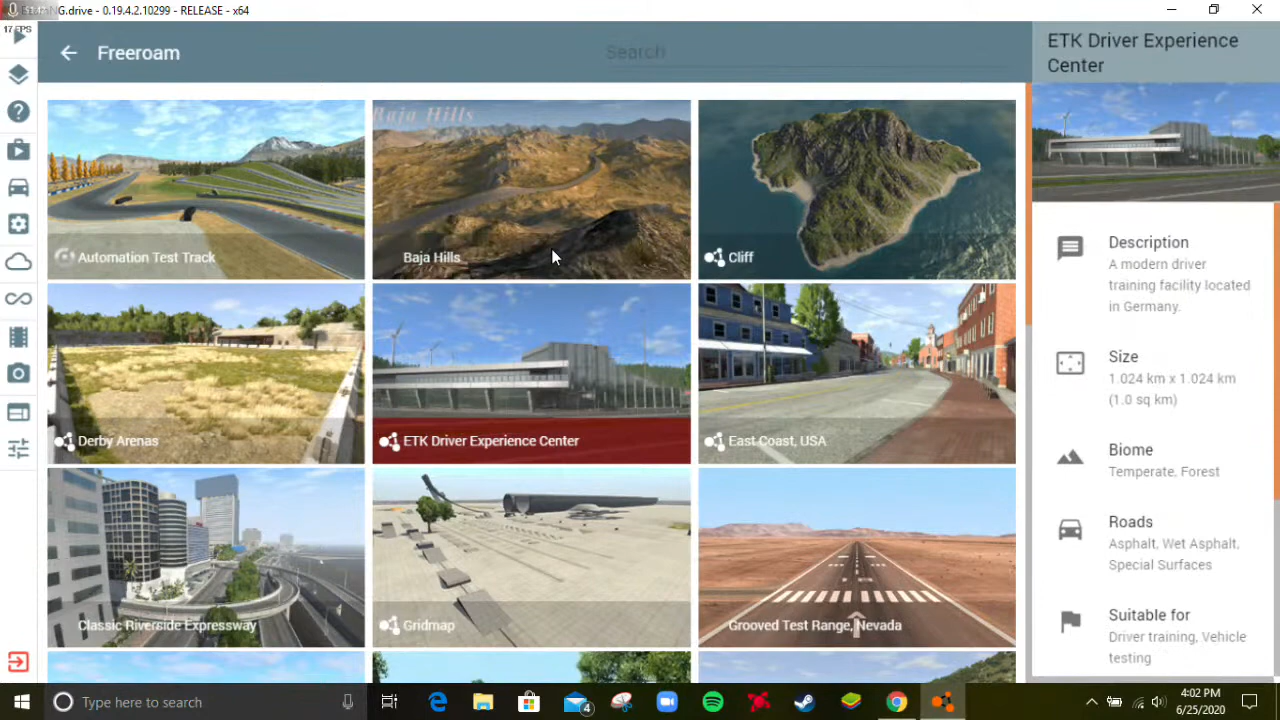 NG.drive - 0.19.4.2.10299 - RELEASE - x64
17 FPS
Freeroam
Search
ETK Driver Experience
Center
Baja Hills
Automation Test Track
Baja Hills
Cliff
Derby Arenas
ETK Driver Experience Center
East Coast, USA
Classic Riverside Expressway
Gridmap
Grooved Test Range, Nevada
Description
A modern driver
training facility located
in Germany.
Size
1.024 km x 1.024 km
(1.0 sq km)
Biome
Temperate, Forest
Roads
Asphalt, Wet Asphalt,
Special Surfaces
Suitable for
Driver training, Vehicle
testing
Type here to search
4
4:02 PM
6/25/2020